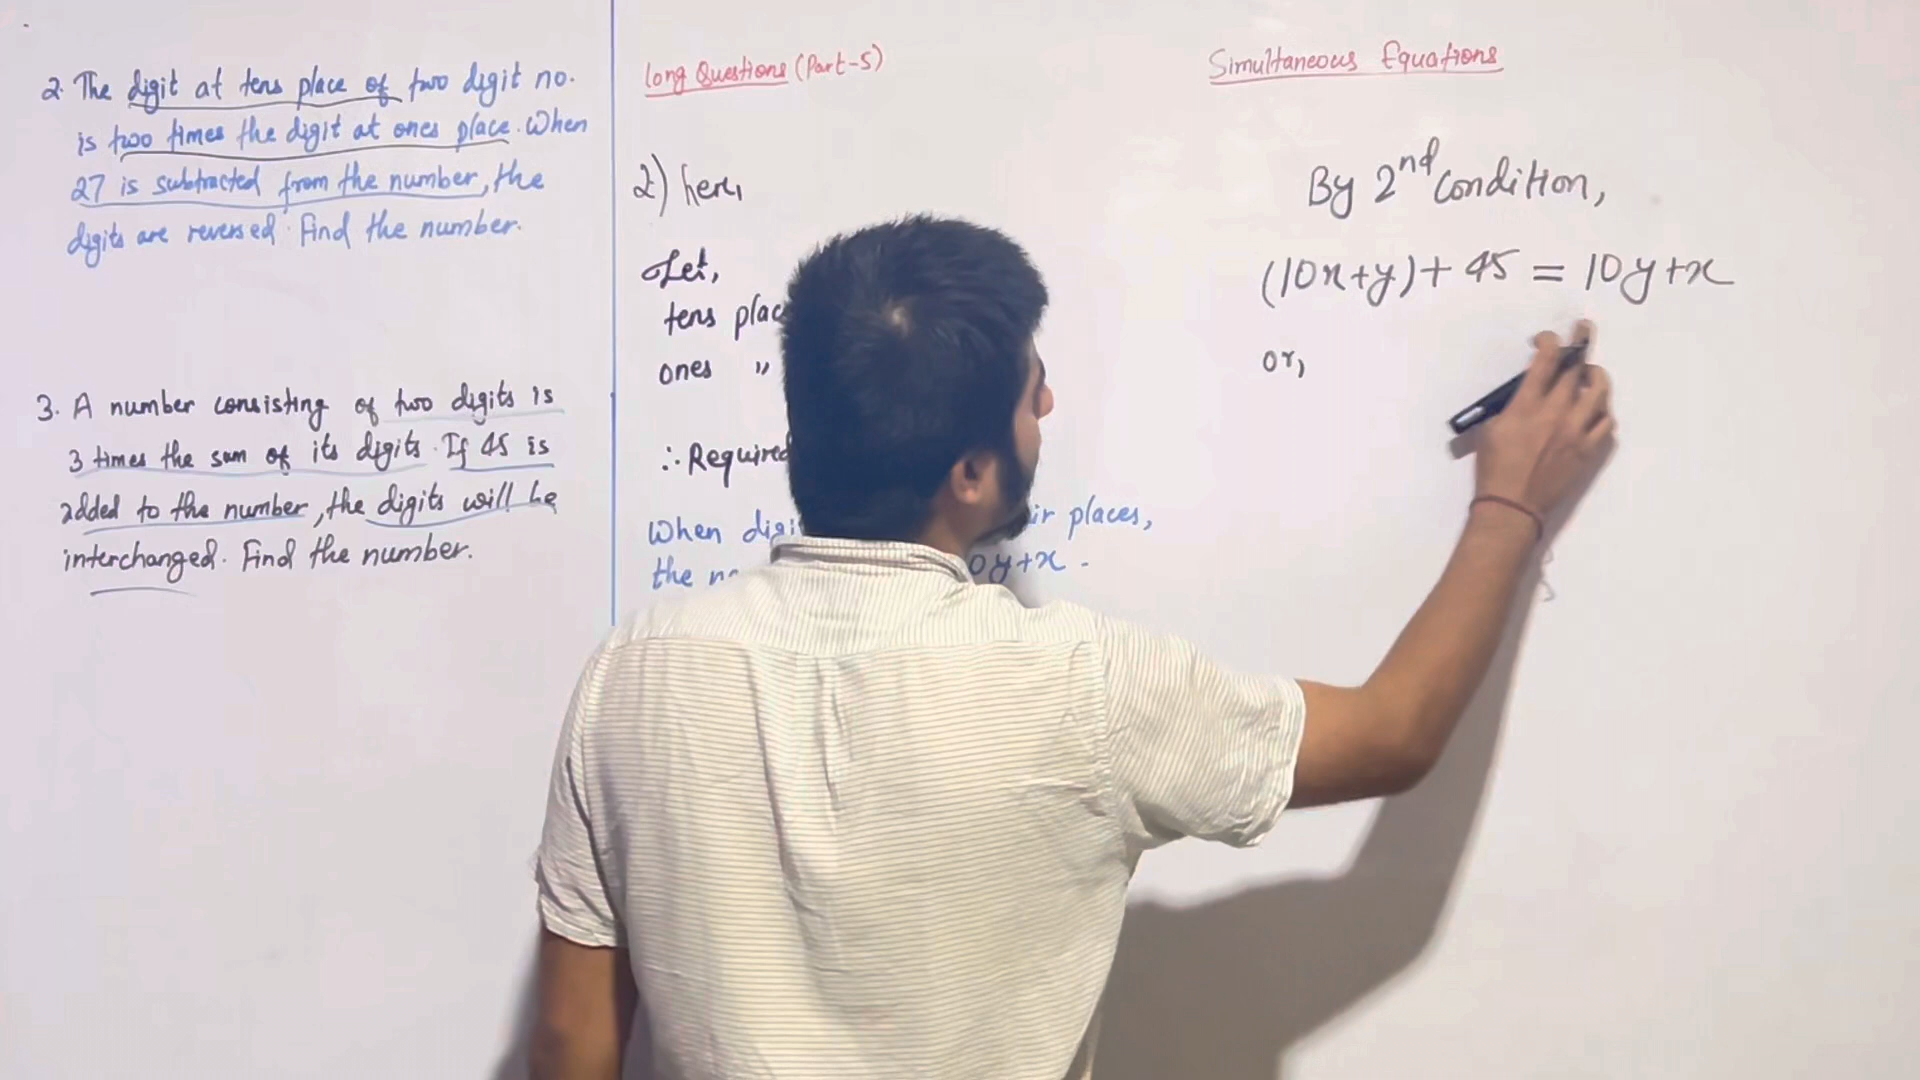 2. The digit at tens place of two digit no.
is two times the digit at ones place. When
27 is subtracted from the number, the
digits are reversed. Find the number.
3. A number consisting of two digits is
3 times the sum of its digits. If 45 is
added to the number, the digits will be
interchanged. Find the number.
Long Questions (Part-5)
2) here,
Let,
tens plac
ones "
∴ Required
When digi ir places,
the n 0y+x.
Simultaneous Equations
By 2nd condition,
(10x+y)+45 = 10y+x
or,